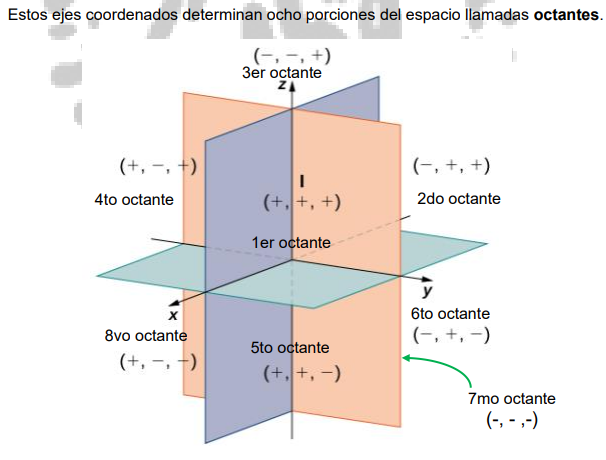 Estos ejes coordenados determinan ocho porciones del espacio llamadas octantes.
(−, −, +)
3er octante
z
(+, −, +)
4to octante
I
(+, +, +)
(−, +, +)
2do octante
1er octante
y
x
8vo octante
(+, −, −)
5to octante
(+, +, −)
6to octante
(−, +, −)
7mo octante
(-, - ,-)